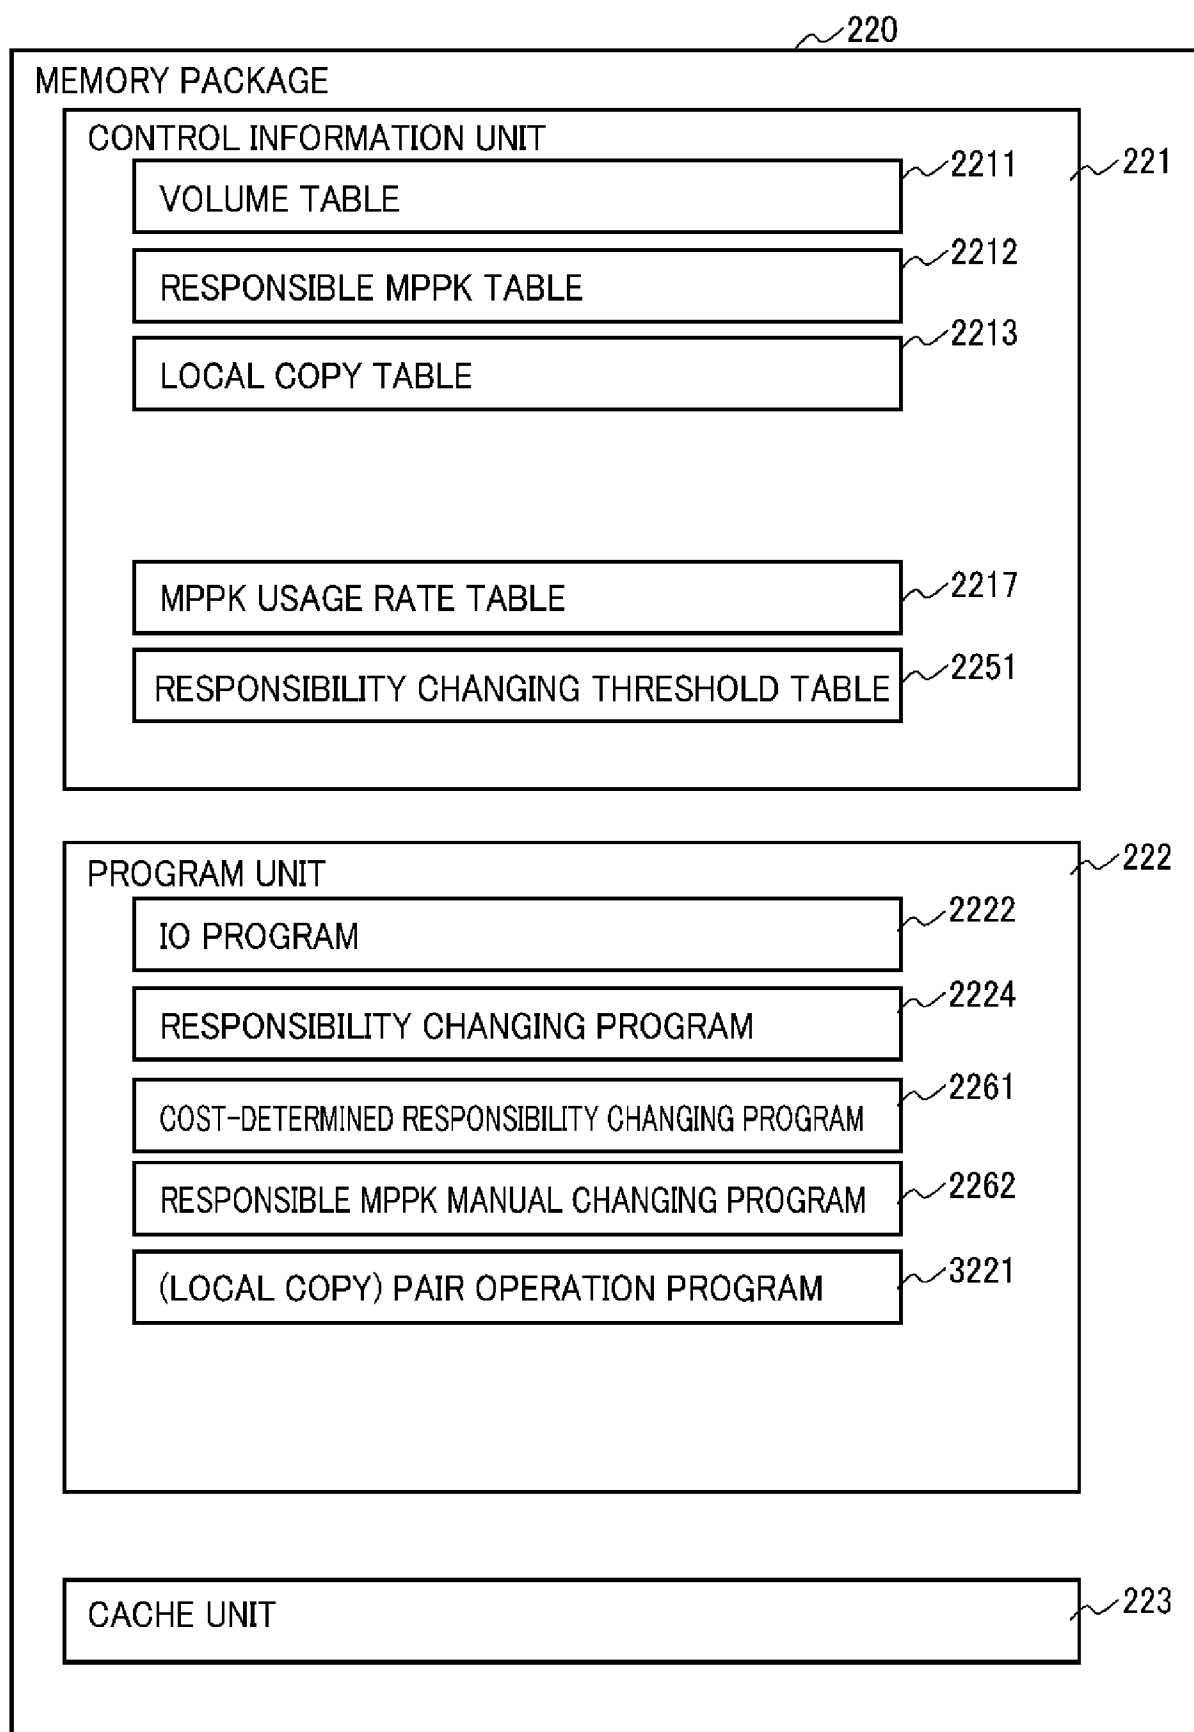 220
MEMORY PACKAGE
CONTROL INFORMATION UNIT
221
VOLUME TABLE
2211
RESPONSIBLE MPPK TABLE
2212
LOCAL COPY TABLE
2213
MPPK USAGE RATE TABLE
2217
RESPONSIBILITY CHANGING THRESHOLD TABLE
2251
PROGRAM UNIT
222
IO PROGRAM
2222
RESPONSIBILITY CHANGING PROGRAM
2224
COST-DETERMINED RESPONSIBILITY CHANGING PROGRAM
2261
RESPONSIBLE MPPK MANUAL CHANGING PROGRAM
2262
(LOCAL COPY) PAIR OPERATION PROGRAM
3221
CACHE UNIT
223